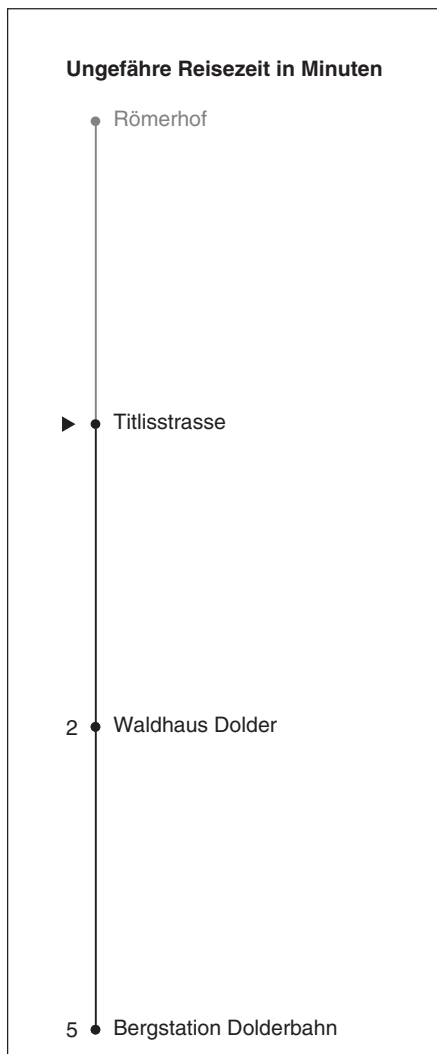 Ungefähre Reisezeit in Minuten
Römerhof
Titlisstrasse
2 Waldhaus Dolder
5 Bergstation Dolderbahn